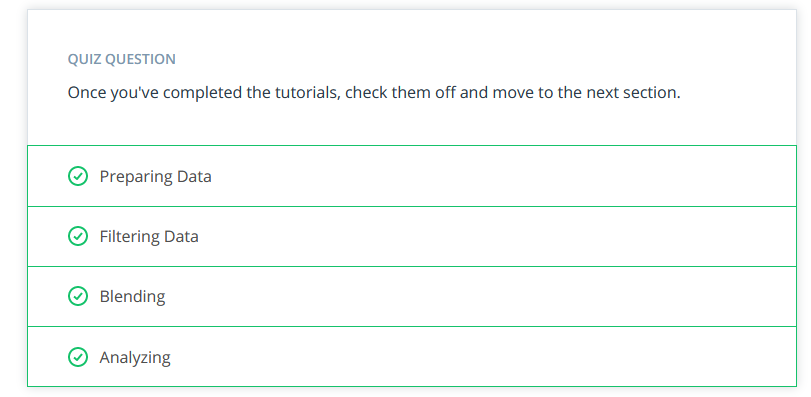 QUIZ QUESTION
Once you've completed the tutorials, check them off and move to the next section.
Preparing Data
Filtering Data
Blending
Analyzing